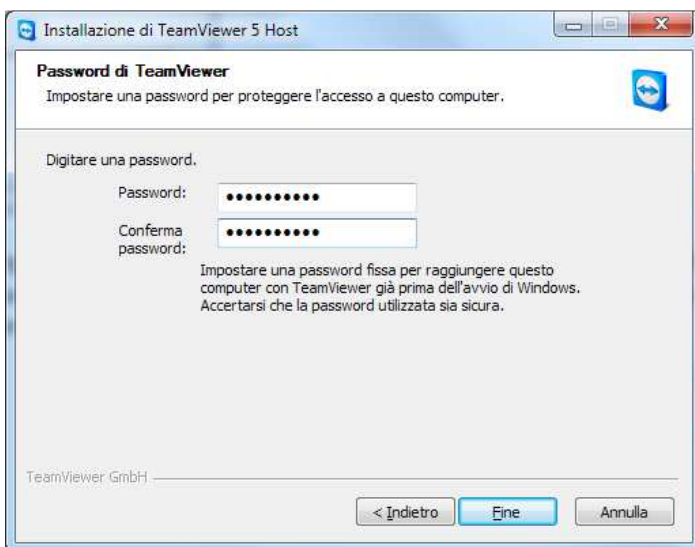 Installazione di TeamViewer 5 Host
Password di TeamViewer
Impostare una password per proteggere l'accesso a questo computer.
Digitare una password.
Password: ●●●●●●●●●●
Conferma
password: ●●●●●●●●●●
Impostare una password fissa per raggiungere questo
computer con TeamViewer già prima dell'avvio di Windows.
Accertarsi che la password utilizzata sia sicura.
TeamViewer GmbH
< Indietro Fine Annulla